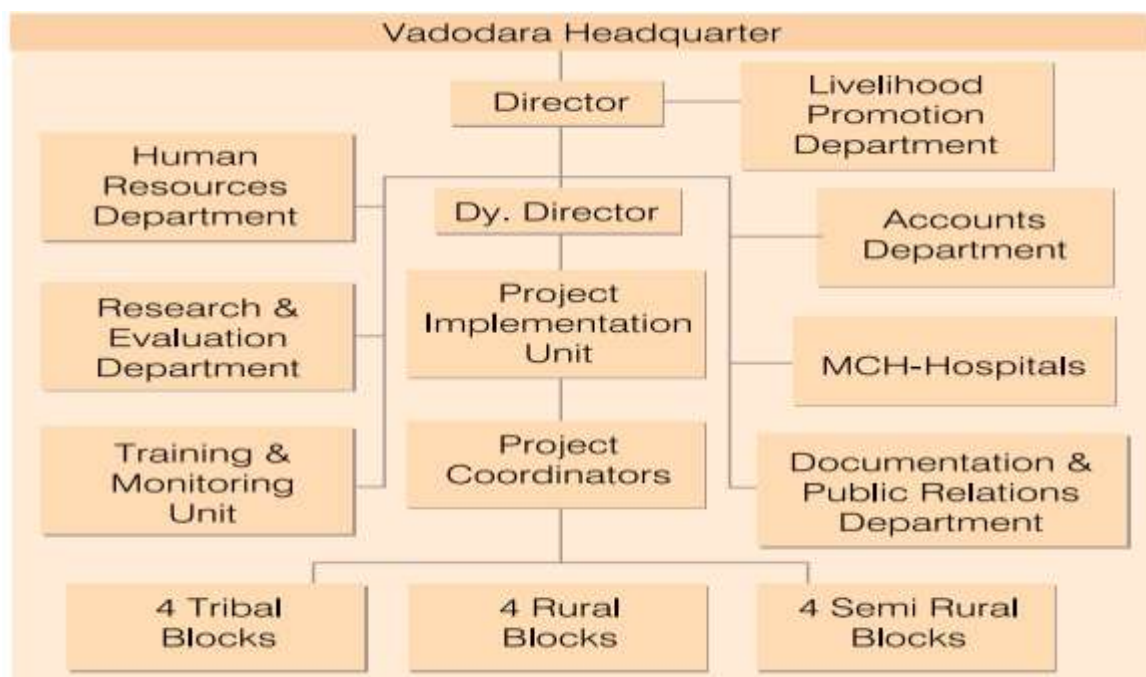 Vadodara Headquarter
Director
Livelihood
Promotion
Department
Human
Resources
Department
Dy. Director
Accounts
Department
Research &
Evaluation
Department
Project
Implementation
Unit
MCH-Hospitals
Training &
Monitoring
Unit
Project
Coordinators
Documentation &
Public Relations
Department
4 Tribal
Blocks
4 Rural
Blocks
4 Semi Rural
Blocks